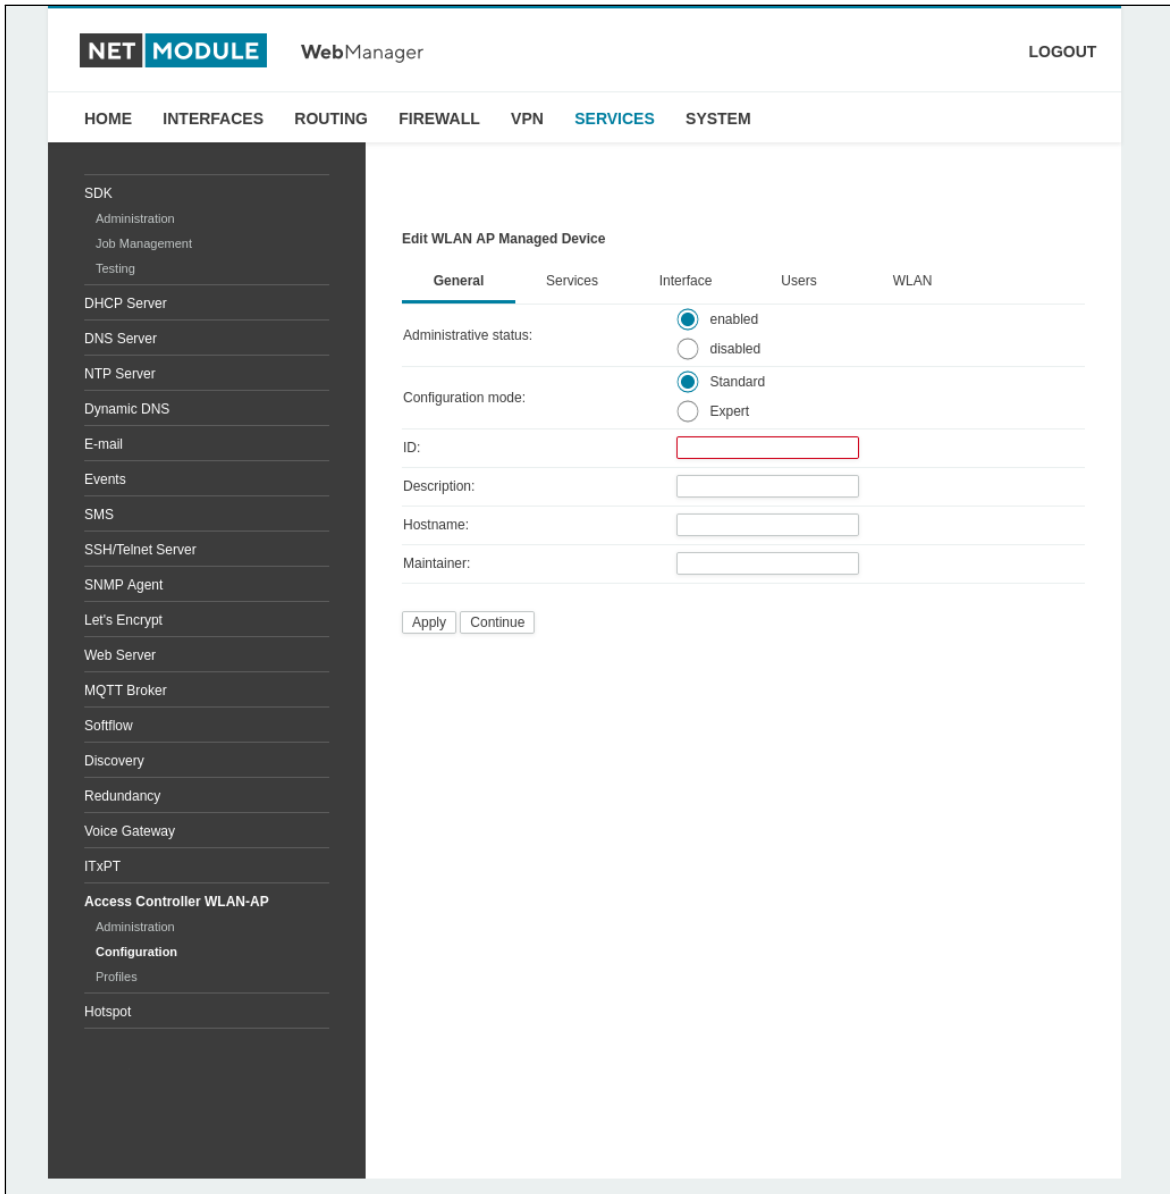 NET MODULE WebManager LOGOUT
HOME INTERFACES ROUTING FIREWALL VPN SERVICES SYSTEM
SDK
Administration
Job Management
Testing
DHCP Server
DNS Server
NTP Server
Dynamic DNS
E-mail
Events
SMS
SSH/Telnet Server
SNMP Agent
Let's Encrypt
Web Server
MQTT Broker
Softflow
Discovery
Redundancy
Voice Gateway
ITxPT
Access Controller WLAN-AP
Administration
Configuration
Profiles
Hotspot
Edit WLAN AP Managed Device
General Services Interface Users WLAN
Administrative status:
enabled
disabled
Configuration mode:
Standard
Expert
ID:
Description:
Hostname:
Maintainer:
Apply Continue